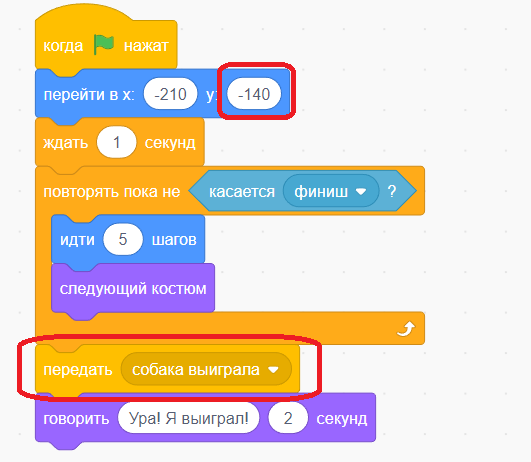 когда нажат
перейти в x: -210 y: -140
ждать 1 секунд
повторять пока не касается финиш ?
идти 5 шагов
следующий костюм
передать собака выиграла
говорить Ура! Я выиграл! 2 секунд